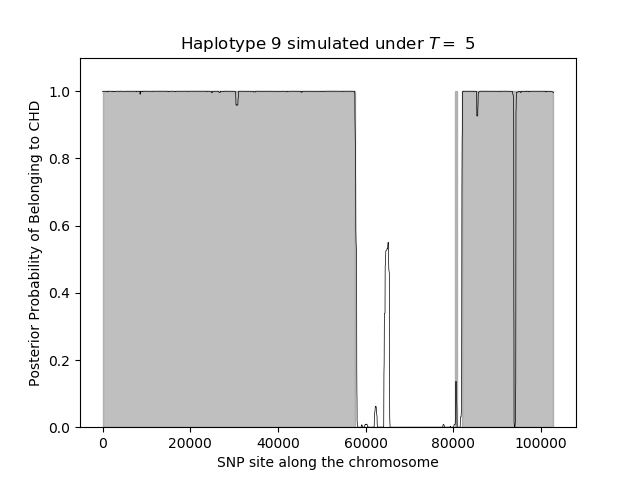 Haplotype 9 simulated under T = 5
Posterior Probability of Belonging to CHD
1.0
0.8
0.6
0.4
0.2
0.0
0 20000 40000 60000 80000 100000
SNP site along the chromosome